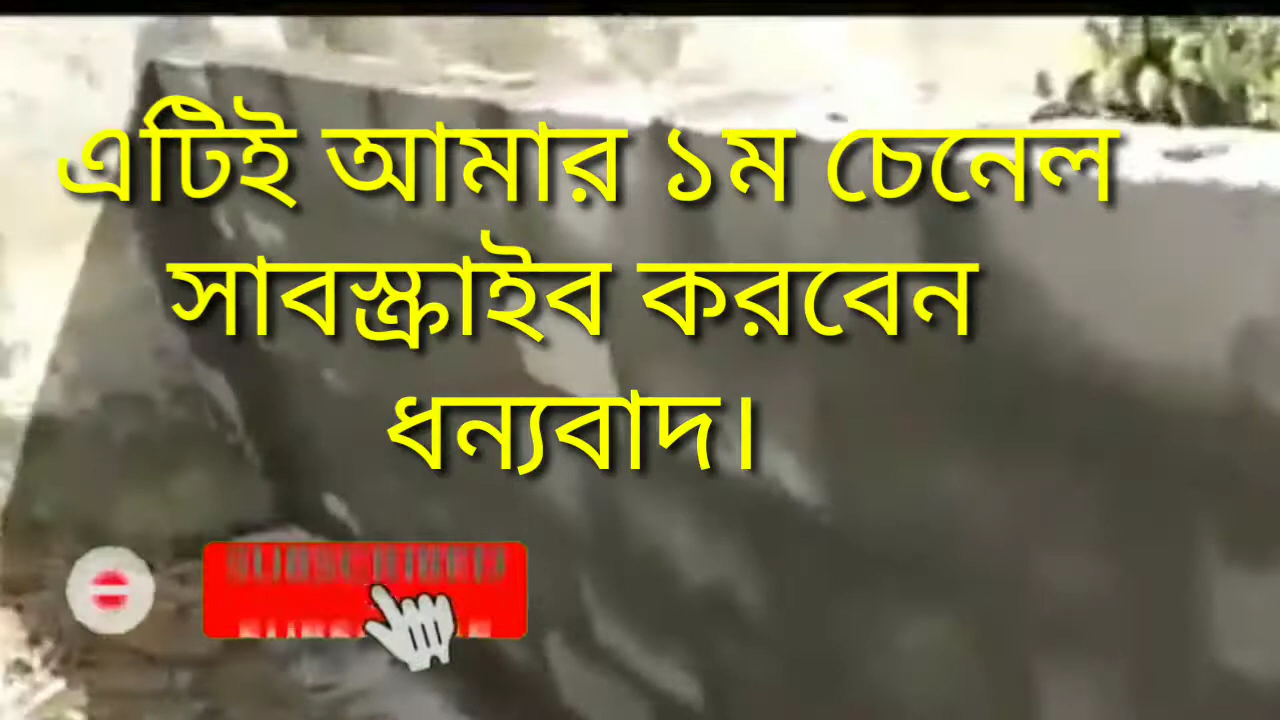 এটিই আমার ১ম চেনেল
সাবস্ক্রাইব করবেন
ধন্যবাদ।